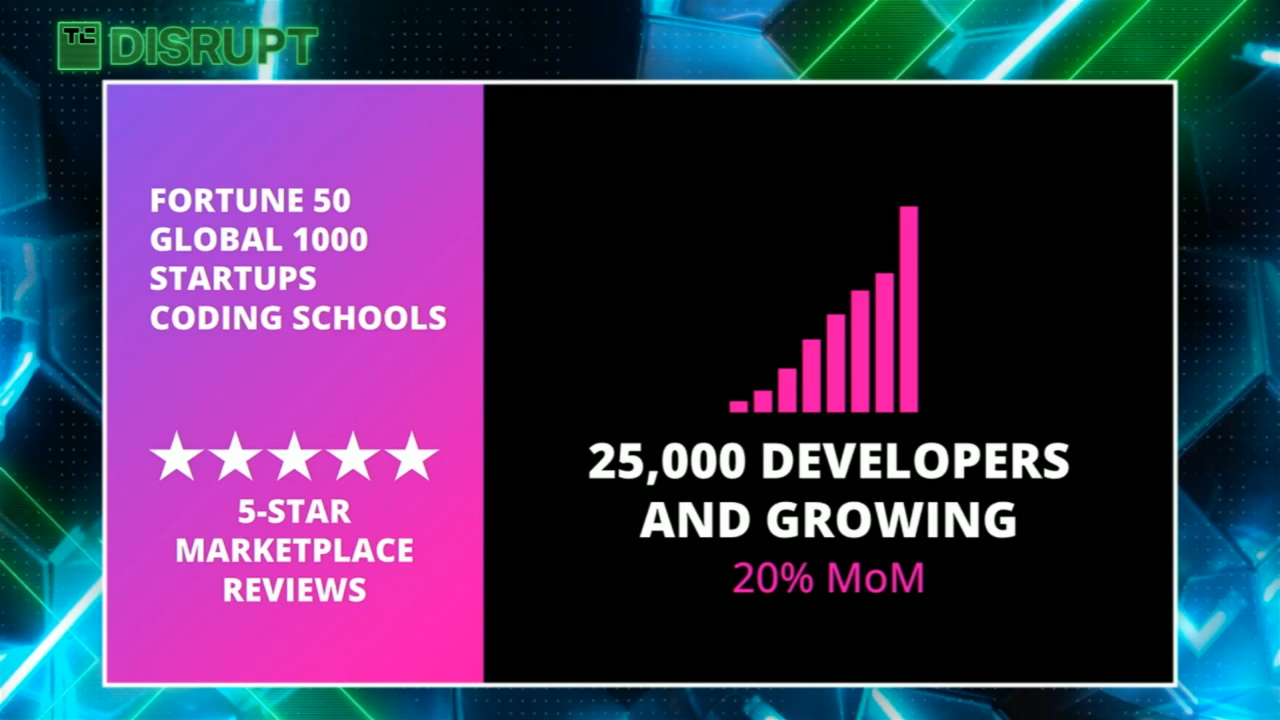 TC DISRUPT
FORTUNE 50
GLOBAL 1000
STARTUPS
CODING SCHOOLS
5-STAR
MARKETPLACE
REVIEWS
25,000 DEVELOPERS
AND GROWING
20% MoM